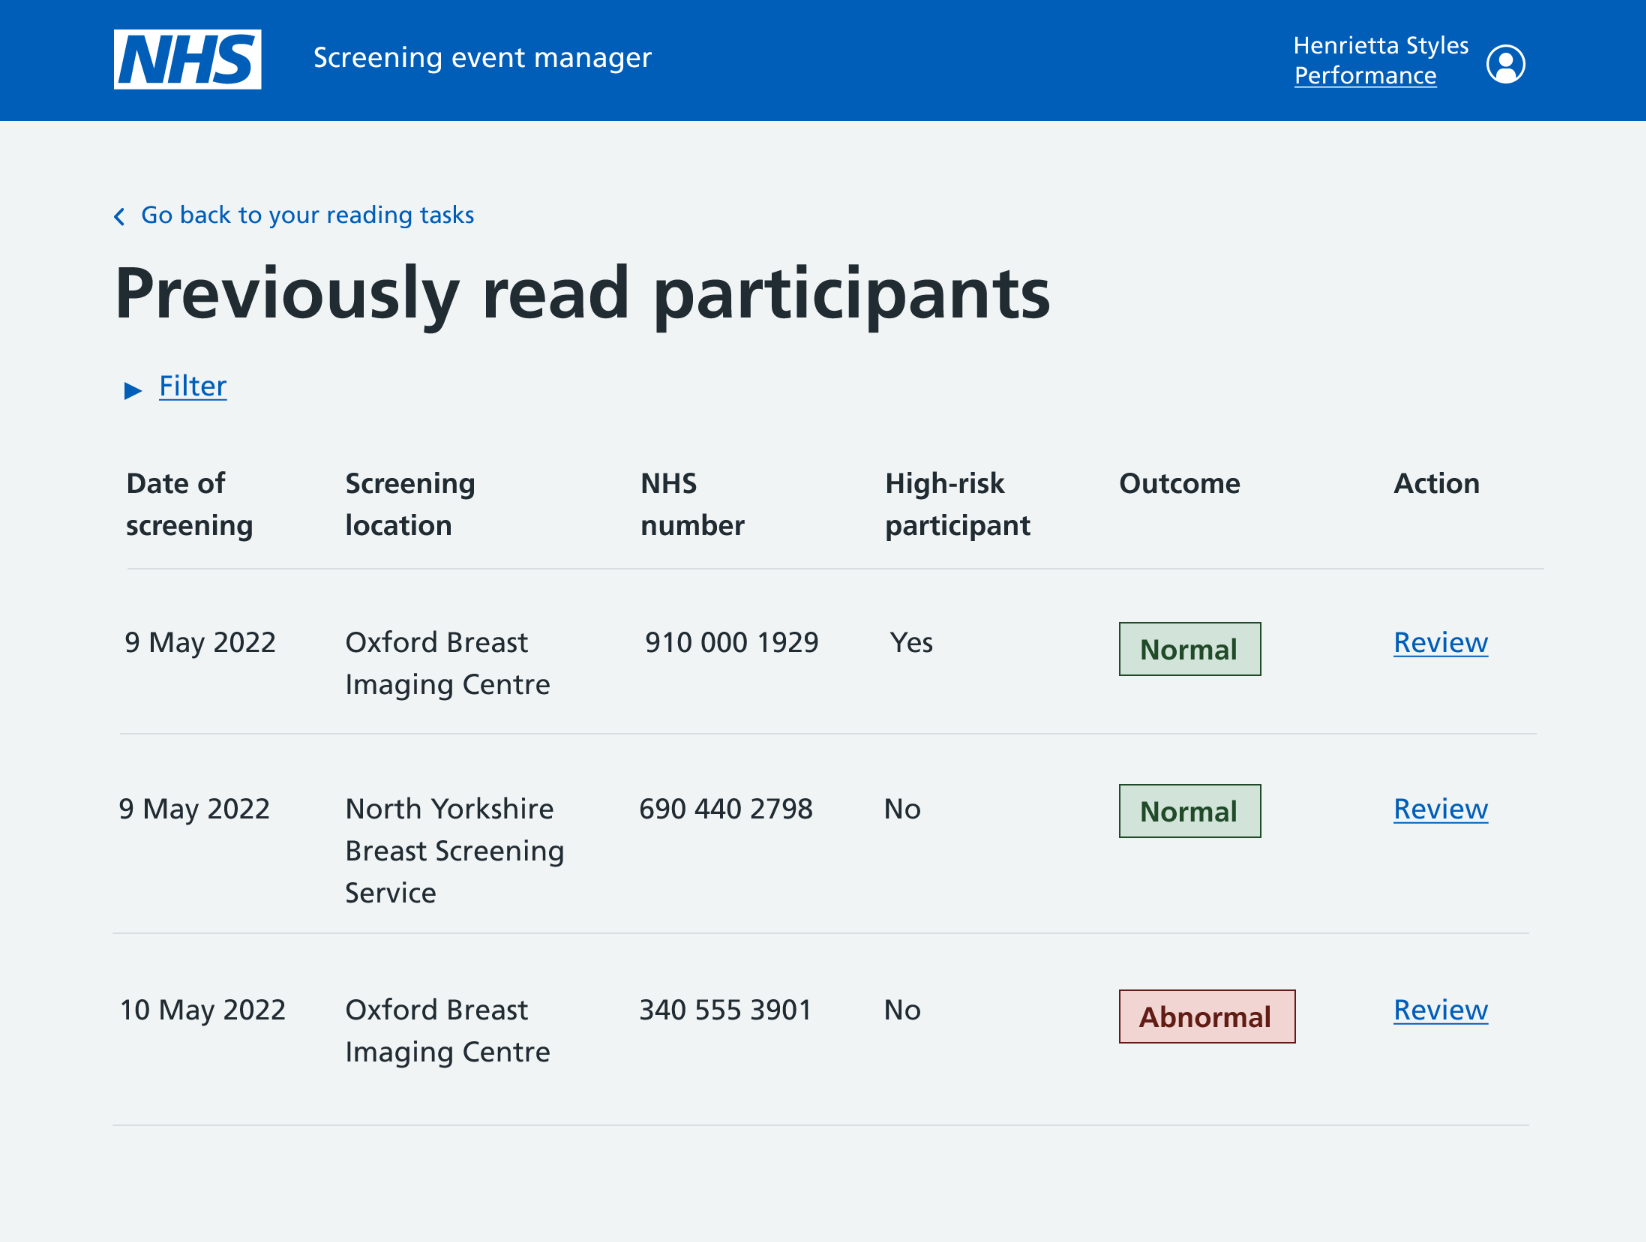 NHS
Screening event manager
Henrietta Styles
Performance
Go back to your reading tasks
Previously read participants
Filter
Date of screening
Screening location
NHS number
High-risk participant
Outcome
Action
9 May 2022
Oxford Breast
Imaging Centre
910 000 1929
Yes
Normal
Review
9 May 2022
North Yorkshire
Breast Screening
Service
690 440 2798
No
Normal
Review
10 May 2022
Oxford Breast
Imaging Centre
340 555 3901
No
Abnormal
Review